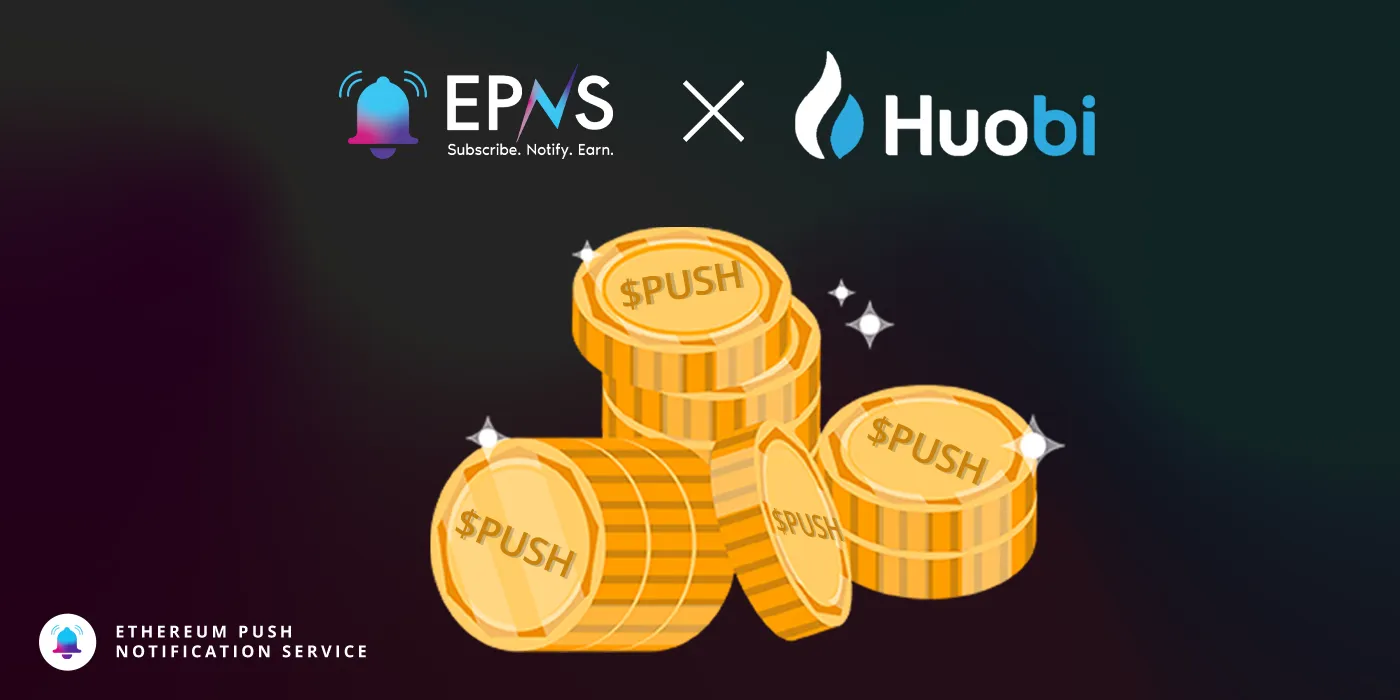 EPNS
Subscribe. Notify. Earn.
Huobi
$PUSH
$PUSH
$PUSH
$PUSH
ETHEREUM PUSH
NOTIFICATION SERVICE